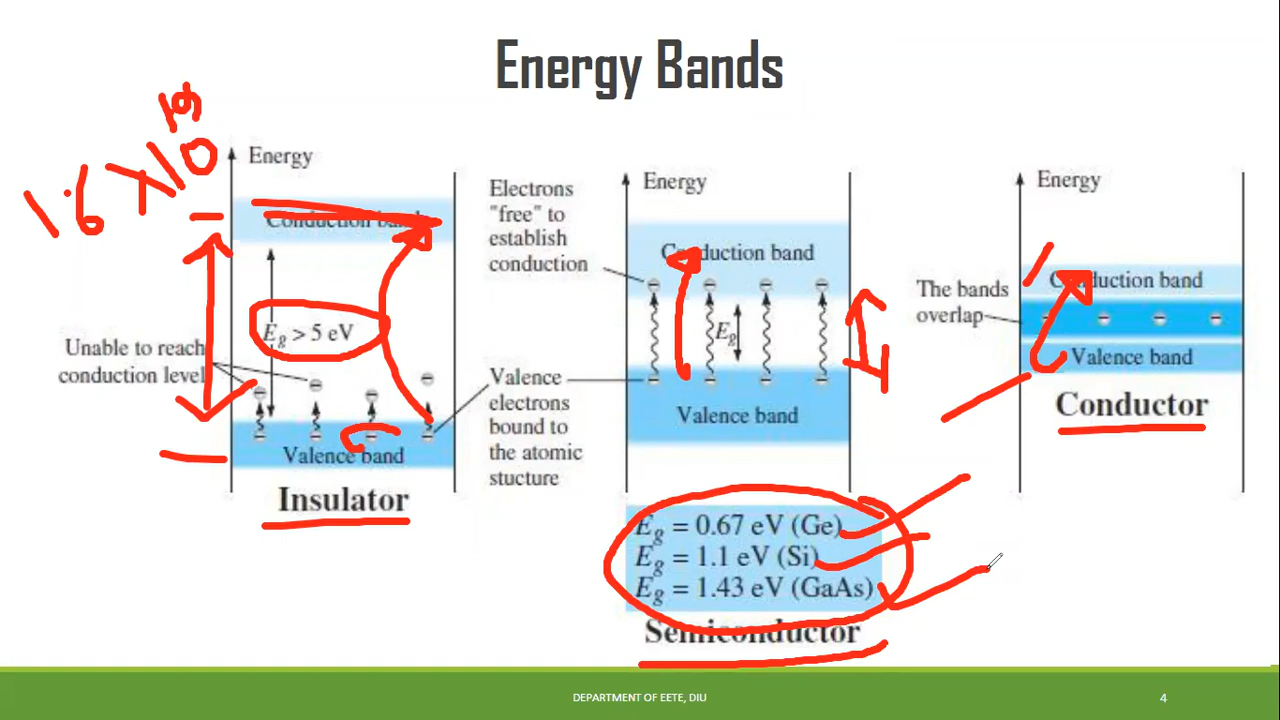 Energy Bands
1.6 X 10 19
Energy
Conduction band
E_g > 5 eV
Unable to reach
conduction level
Valence band
Insulator
Electrons
"free" to
establish
conduction
Valence
electrons
bound to
the atomic
stucture
Energy
Conduction band
E_g
Valence band
E_g = 0.67 eV (Ge)
E_g = 1.1 eV (Si)
E_g = 1.43 eV (GaAs)
Semiconductor
Energy
The bands
overlap
Conduction band
Valence band
Conductor
DEPARTMENT OF EETE, DIU
4